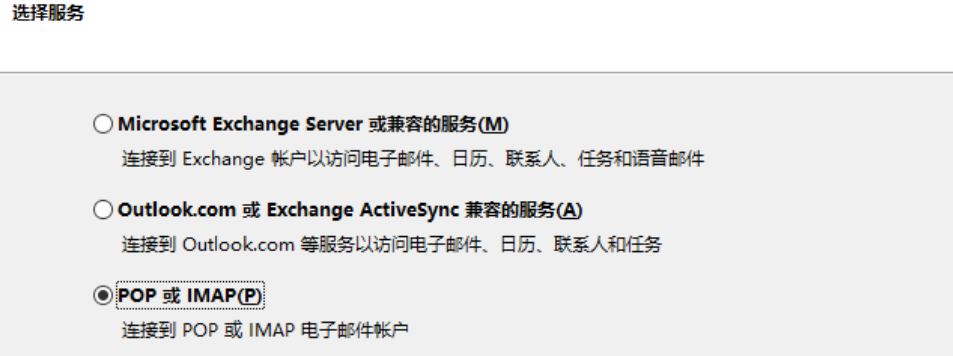 选择服务
Microsoft Exchange Server 或兼容的服务(M)
连接到 Exchange 帐户以访问电子邮件、日历、联系人、任务和语音邮件
Outlook.com 或 Exchange ActiveSync 兼容的服务(A)
连接到 Outlook.com 等服务以访问电子邮件、日历、联系人和任务
POP 或 IMAP(P)
连接到 POP 或 IMAP 电子邮件帐户